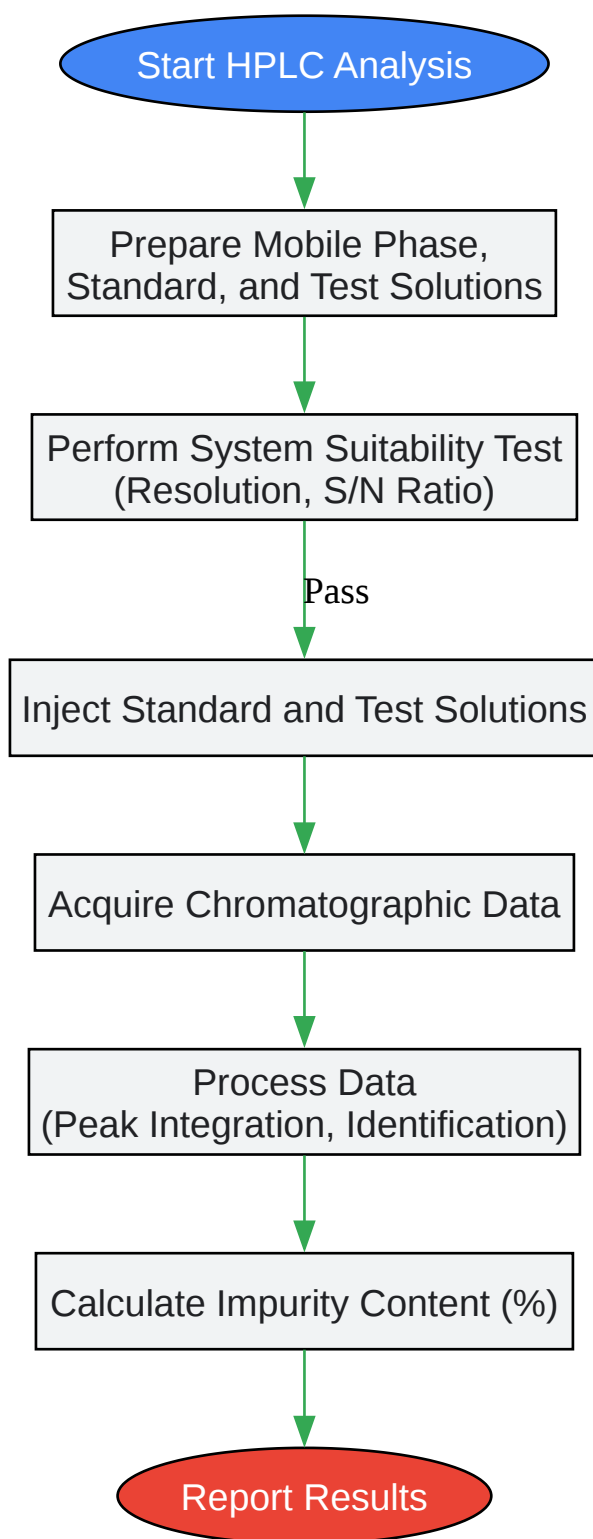 Start HPLC Analysis
Prepare Mobile Phase,
Standard, and Test Solutions
Perform System Suitability Test
(Resolution, S/N Ratio)
Pass
Inject Standard and Test Solutions
Acquire Chromatographic Data
Process Data
(Peak Integration, Identification)
Calculate Impurity Content (%)
Report Results